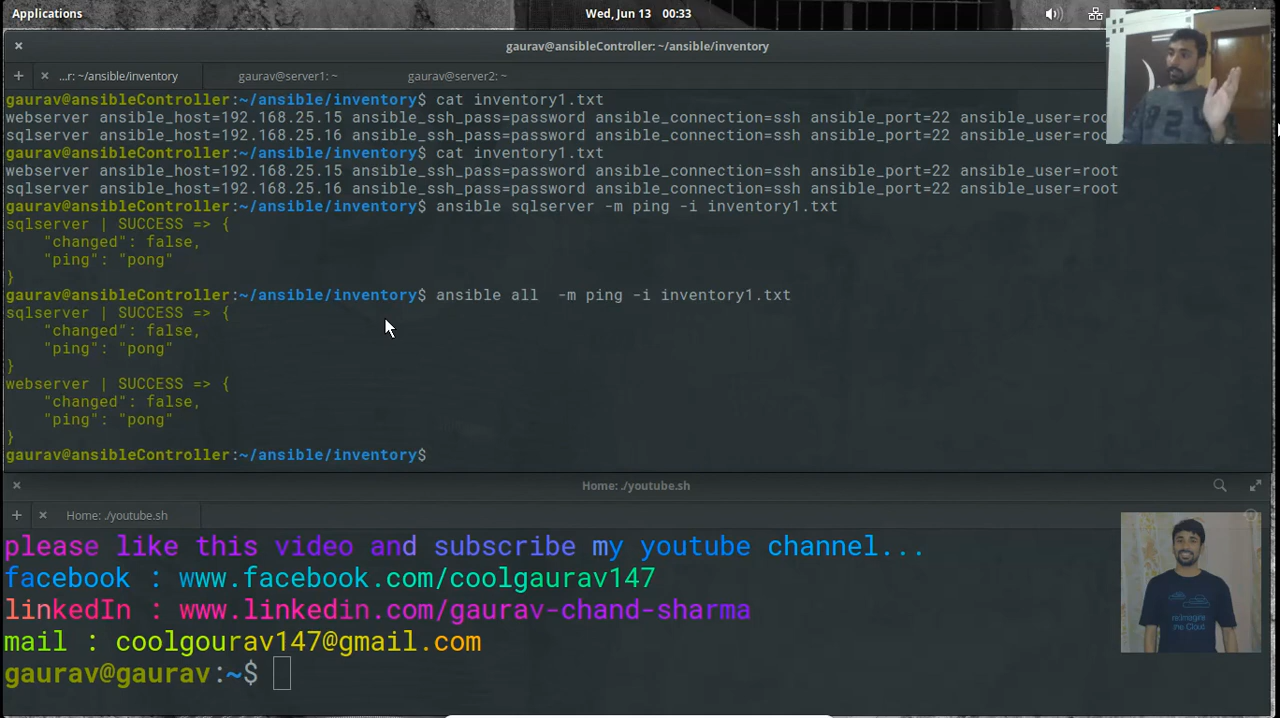 Applications
Wed, Jun 13 00:33
gaurav@ansibleController: ~/ansible/inventory
...r: ~/ansible/inventory
gaurav@server1: ~
gaurav@server2: ~
gaurav@ansibleController:~/ansible/inventory$ cat inventory1.txt
webserver ansible_host=192.168.25.15 ansible_ssh_pass=password ansible_connection=ssh ansible_port=22 ansible_user=roo
sqlserver ansible_host=192.168.25.16 ansible_ssh_pass=password ansible_connection=ssh ansible_port=22 ansible_user=roo
gaurav@ansibleController:~/ansible/inventory$ cat inventory1.txt
webserver ansible_host=192.168.25.15 ansible_ssh_pass=password ansible_connection=ssh ansible_port=22 ansible_user=root
sqlserver ansible_host=192.168.25.16 ansible_ssh_pass=password ansible_connection=ssh ansible_port=22 ansible_user=root
gaurav@ansibleController:~/ansible/inventory$ ansible sqlserver -m ping -i inventory1.txt
sqlserver | SUCCESS => {
    "changed": false,
    "ping": "pong"
}
gaurav@ansibleController:~/ansible/inventory$ ansible all  -m ping -i inventory1.txt
sqlserver | SUCCESS => {
    "changed": false,
    "ping": "pong"
}
webserver | SUCCESS => {
    "changed": false,
    "ping": "pong"
}
gaurav@ansibleController:~/ansible/inventory$
Home: ./youtube.sh
Home: ./youtube.sh
please like this video and subscribe my youtube channel...
facebook : www.facebook.com/coolgaurav147
linkedIn : www.linkedin.com/gaurav-chand-sharma
mail : coolgourav147@gmail.com
gaurav@gaurav:~$
reimagine
the Cloud